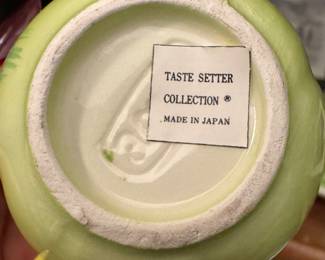 TASTE SETTER
COLLECTION ®
MADE IN JAPAN